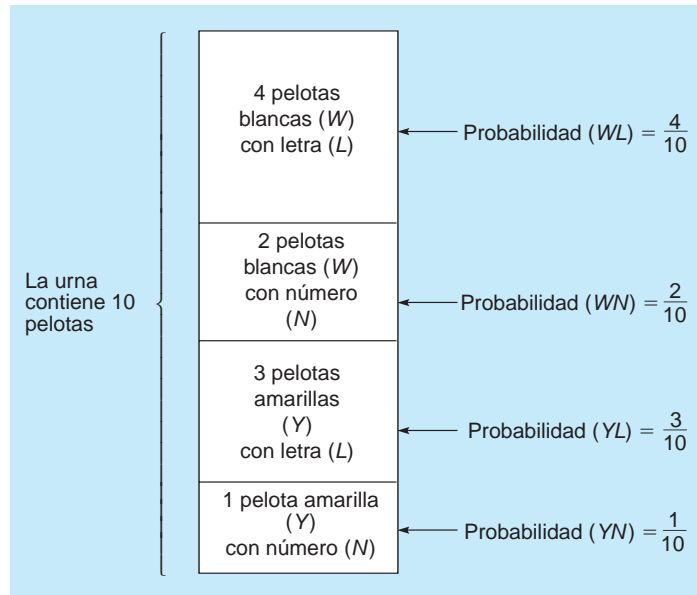 4 pelotas
blancas (W)
con letra (L)
Probabilidad (WL) = 4/10
2 pelotas
blancas (W)
con número
(N)
Probabilidad (WN) = 2/10
La urna
contiene 10
pelotas
3 pelotas
amarillas
(Y)
con letra (L)
Probabilidad (YL) = 3/10
1 pelota amarilla
(Y)
con número (N)
Probabilidad (YN) = 1/10